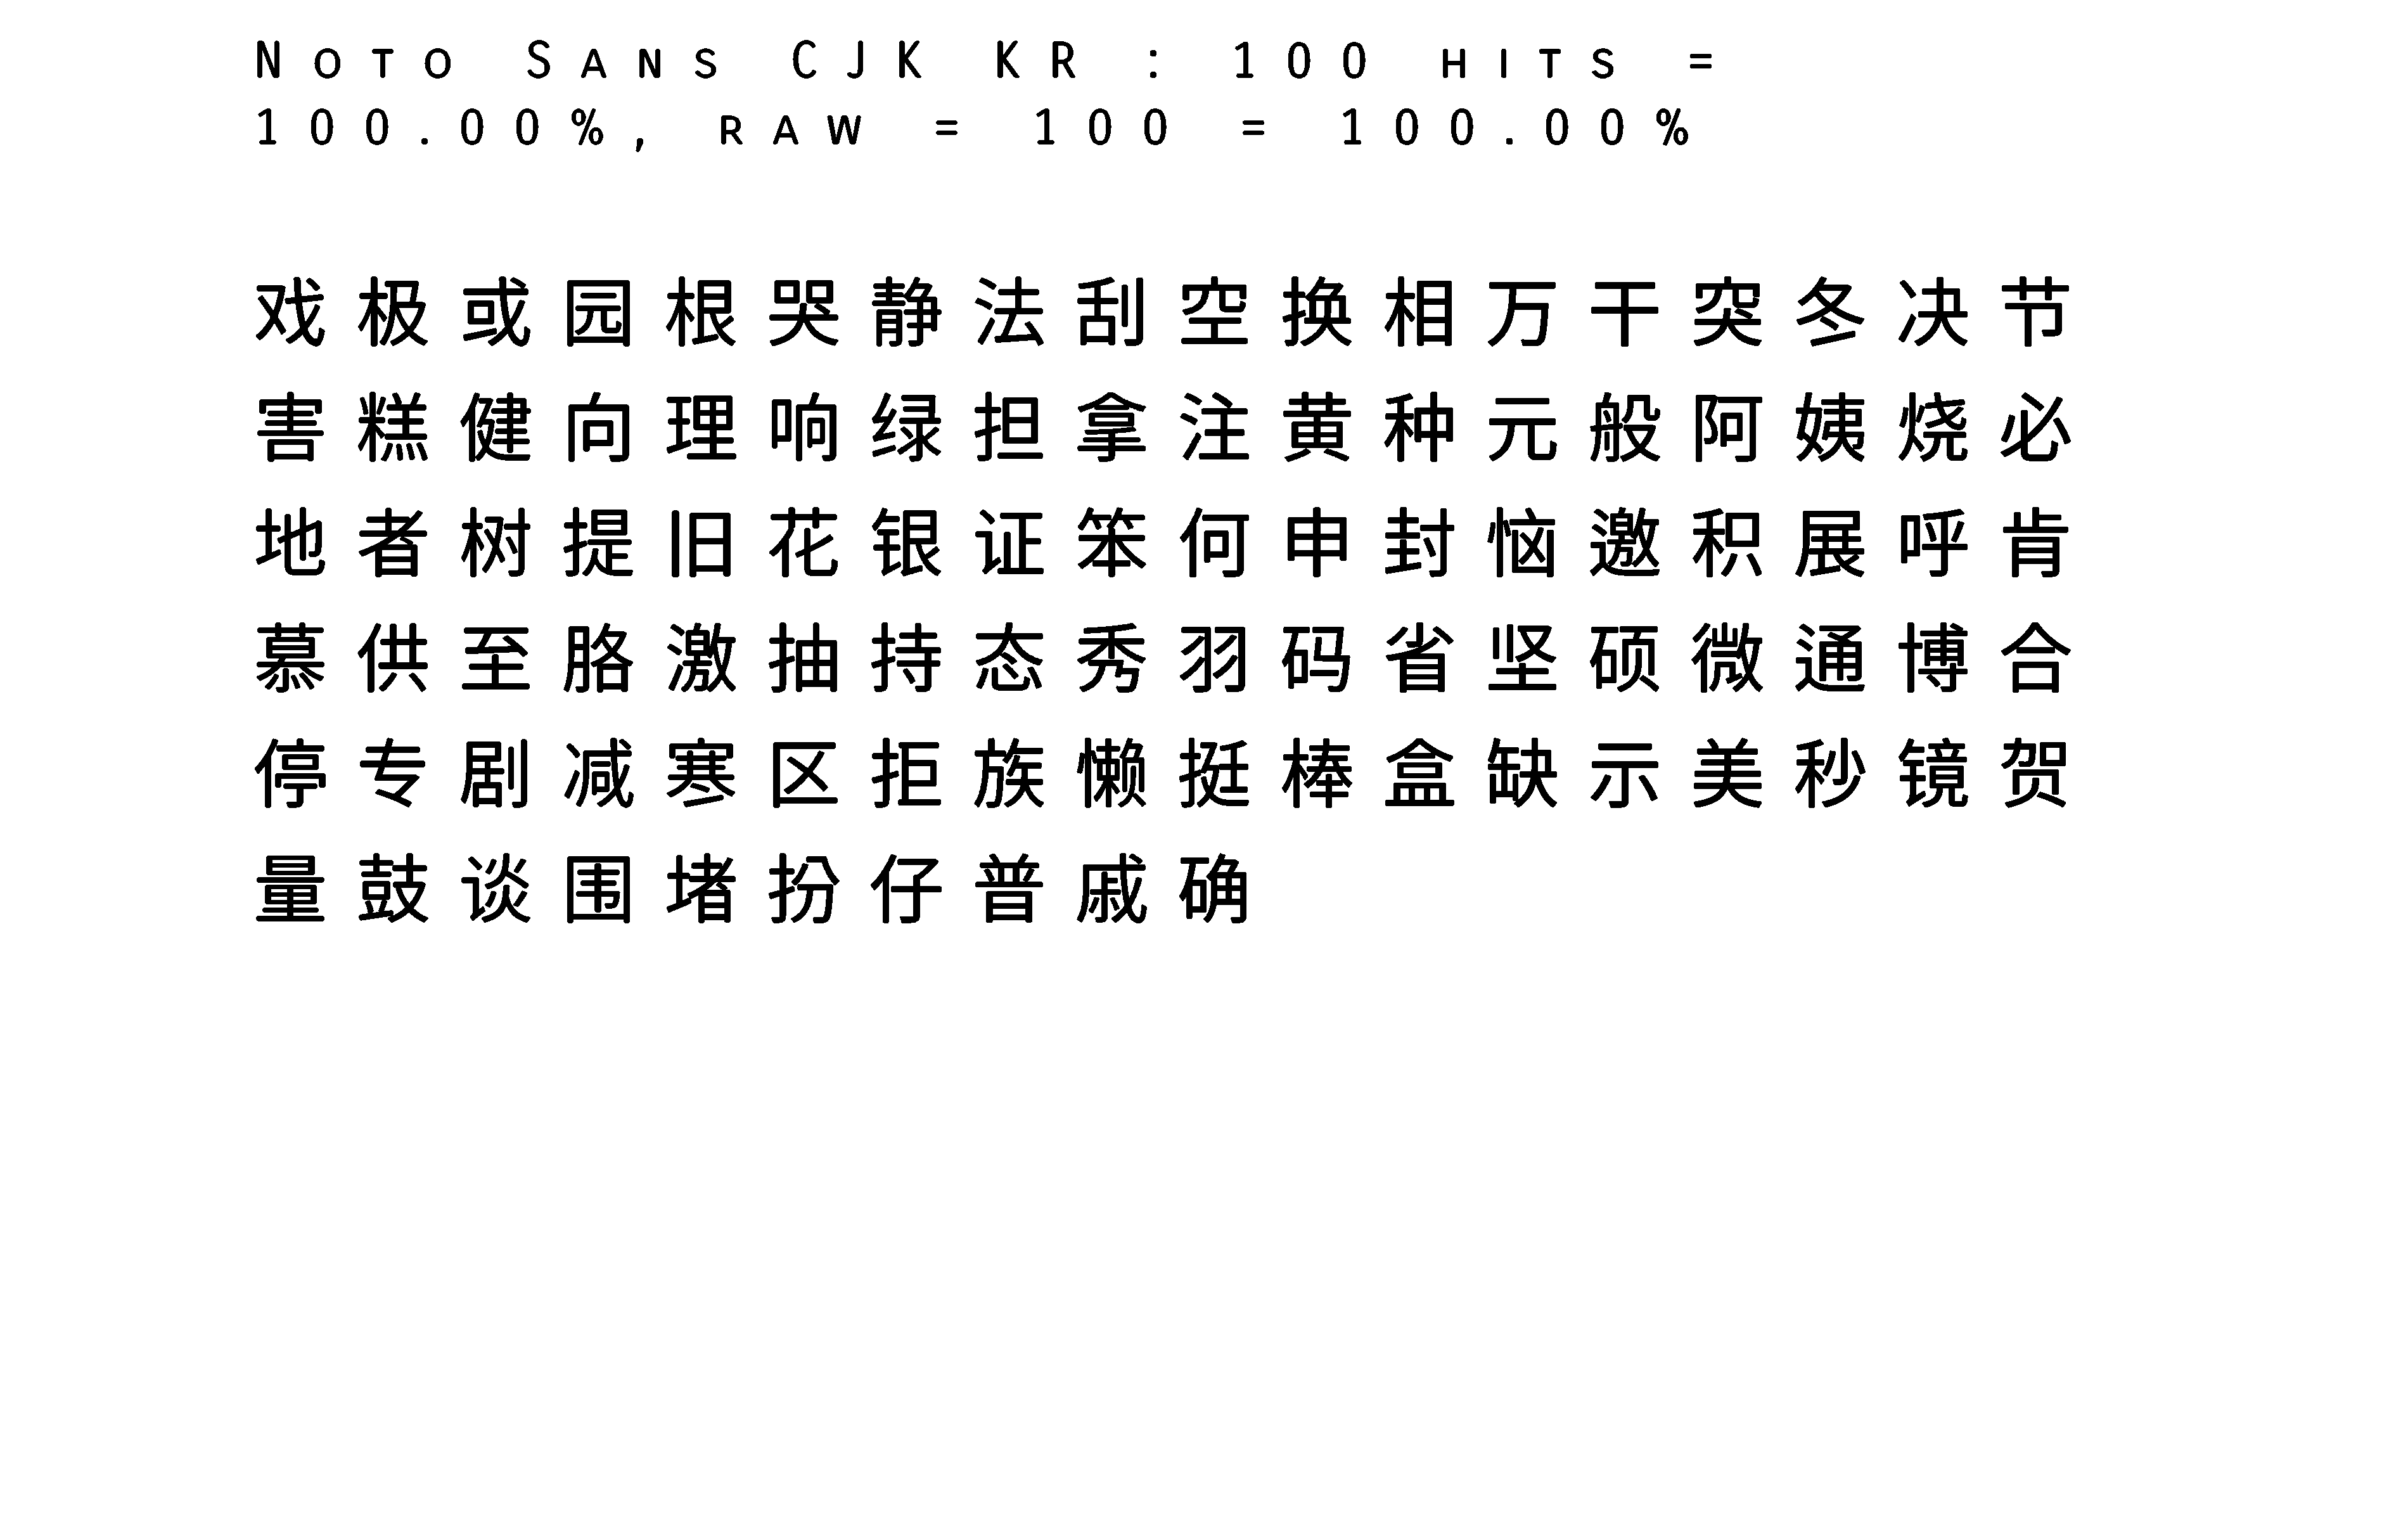 Noto Sans CJK KR : 100 hits =
100.00%, raw = 100 = 100.00%
戏极或园根哭静法刮空换相万干突冬决节
害糕健向理响绿担拿注黄种元般阿姨烧必
地者树提旧花银证笨何申封恼邀积展呼肯
慕供至胳激抽持态秀羽码省坚硕微通博合
停专剧减寒区拒族懒挺棒盒缺示美秒镜贺
量鼓谈围堵扮仔普戚确